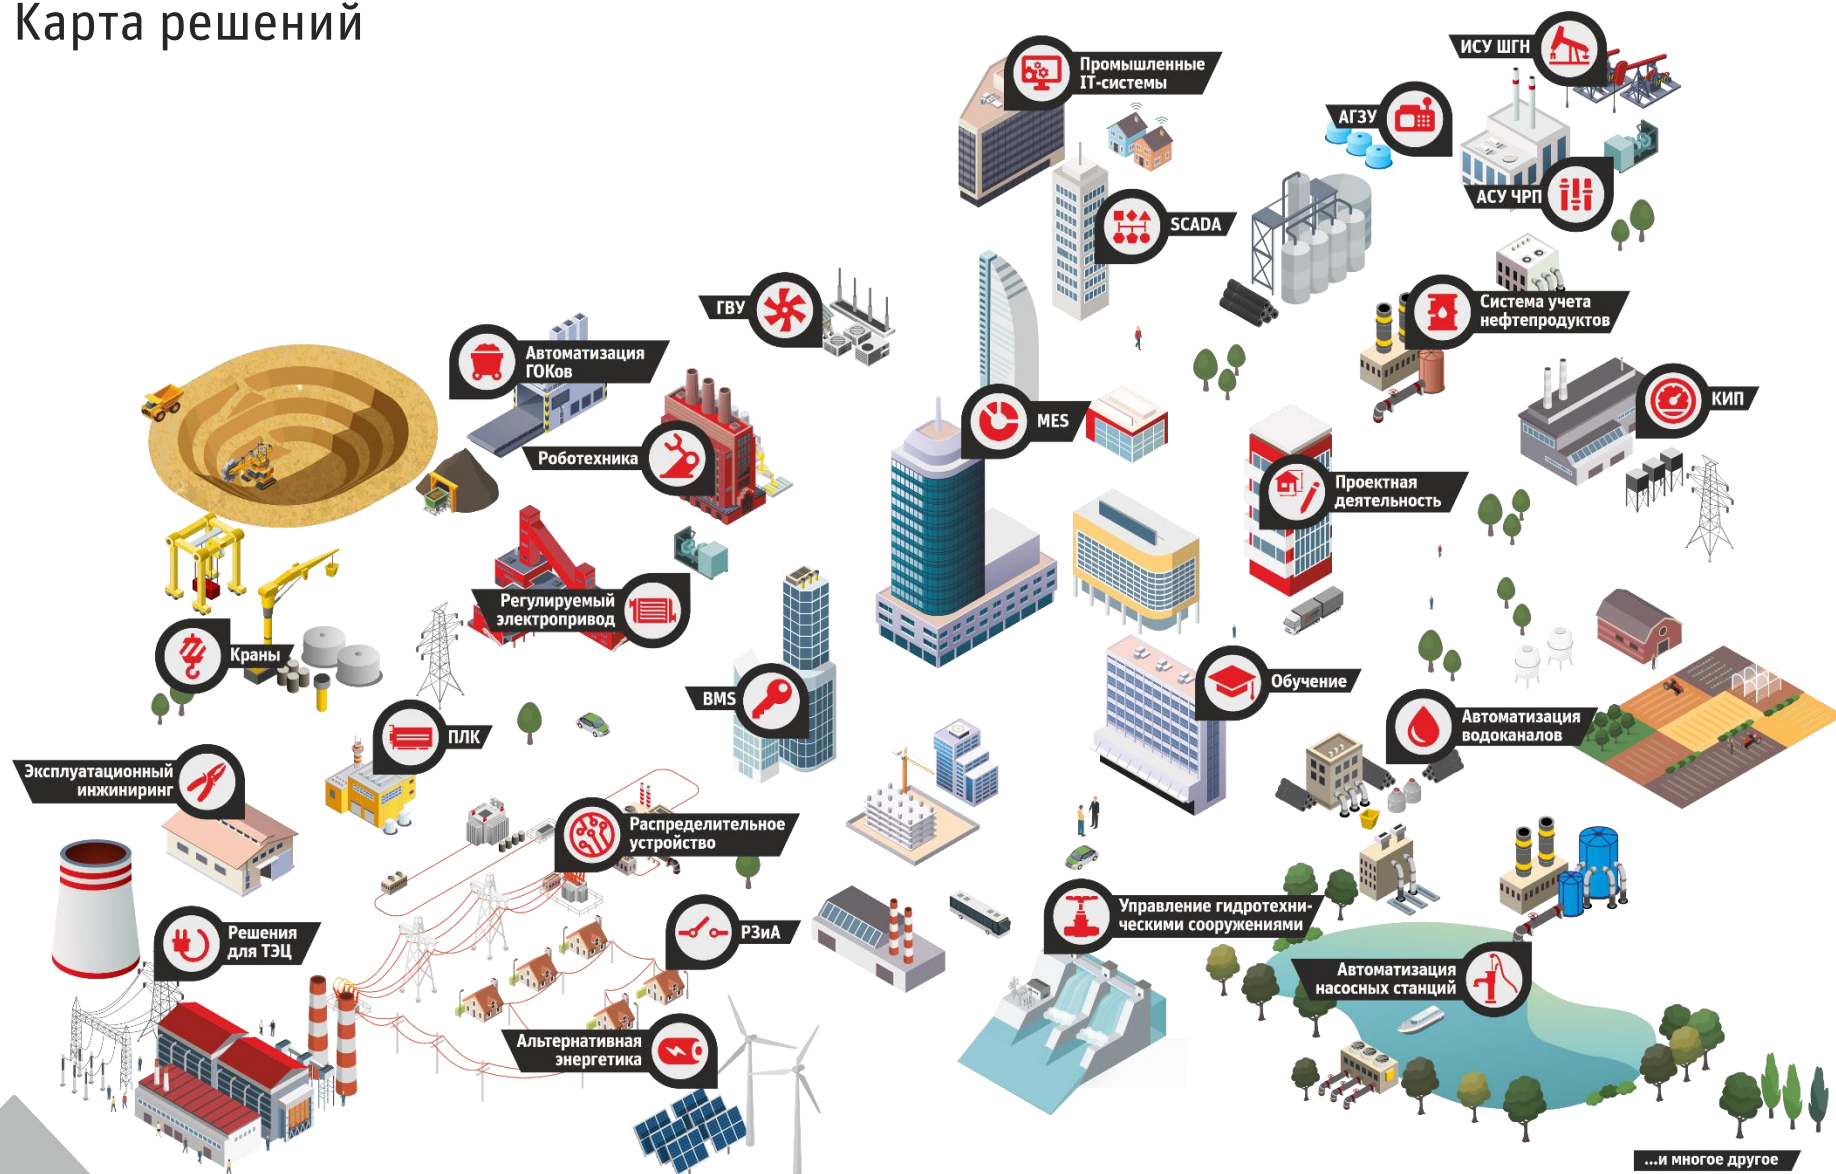 Карта решений
ИСУ ШГН
Промышленные
IT-системы
АГЗУ
АСУ ЧРП
SCADA
ГВУ
Система учета
нефтепродуктов
Автоматизация
ГОКов
КИП
MES
Роботехника
Проектная
деятельность
Регулируемый
электропривод
Краны
Обучение
BMS
Автоматизация
водоканалов
ПЛК
Эксплуатационный
инжиниринг
Распределительное
устройство
Управление гидротехни-
ческими сооружениями
РЗиА
Решения
для ТЭЦ
Автоматизация
насосных станций
Альтернативная
энергетика
...и многое другое